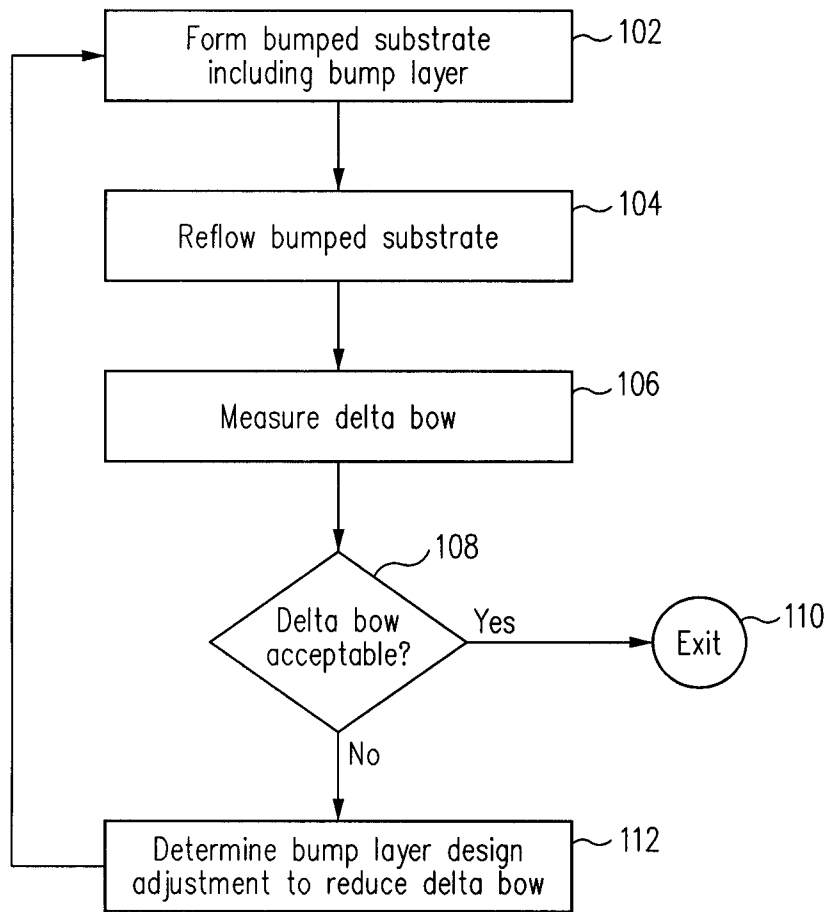 Form bumped substrate
including bump layer
102
Reflow bumped substrate
104
Measure delta bow
106
Delta bow
acceptable?
108
Yes
Exit
110
No
Determine bump layer design
adjustment to reduce delta bow
112